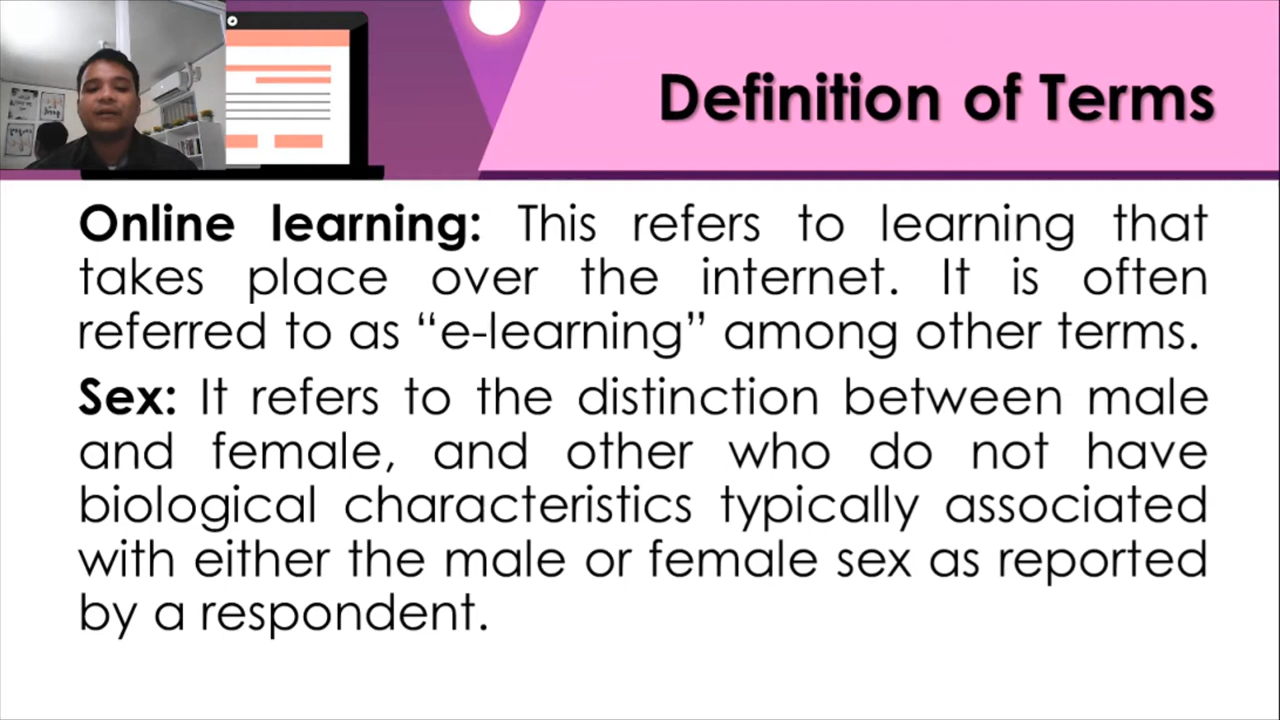 Definition of Terms
Online learning: This refers to learning that
takes place over the internet. It is often
referred to as “e-learning” among other terms.
Sex: It refers to the distinction between male
and female, and other who do not have
biological characteristics typically associated
with either the male or female sex as reported
by a respondent.